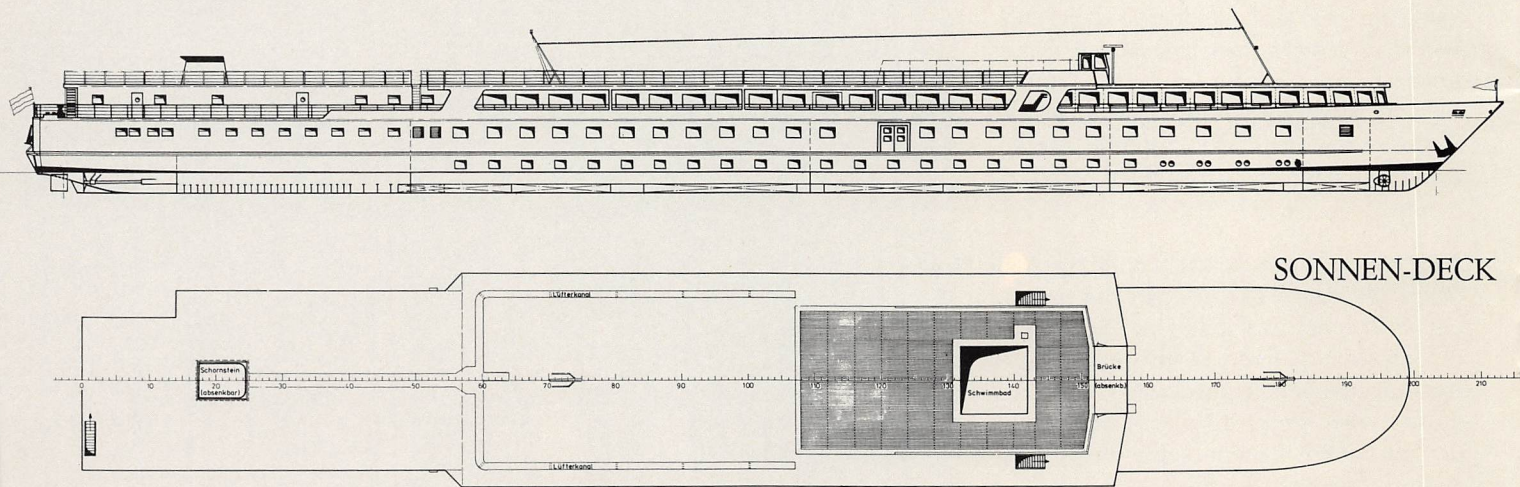 SONNEN-DECK
Lüfterkanal
Schornstein
(absenkbar)
Brücke
(absenkb.)
Schwimmbad
0 10 20 30 40 50 60 70 80 90 100 110 120 130 140 150 160 170 180 190 200 210
Lüfterkanal